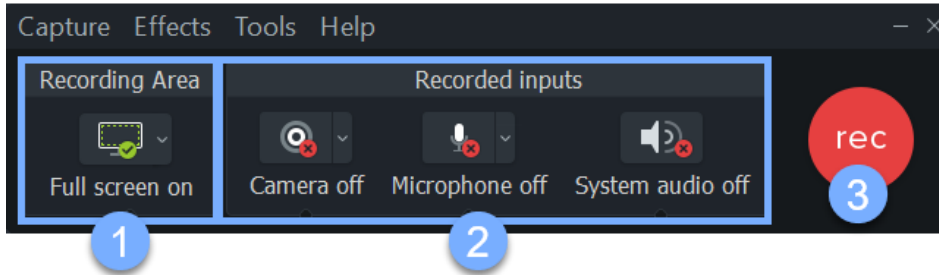 Capture Effects Tools Help
Recording Area
Recorded inputs
rec
Full screen on
Camera off
Microphone off
System audio off
1
2
3